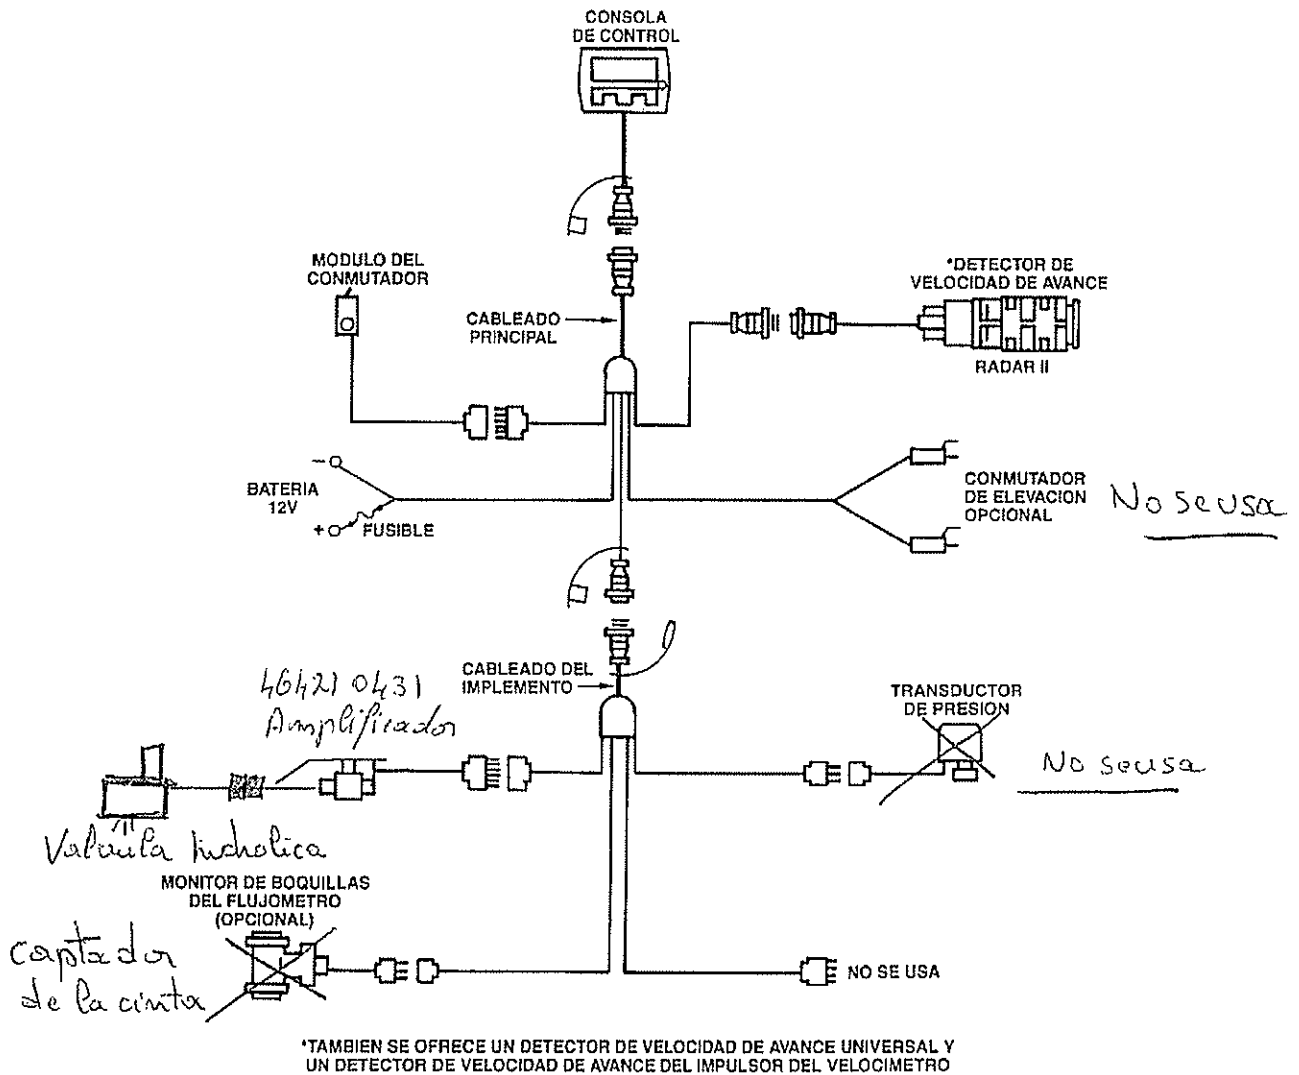 CONSOLA
DE CONTROL
MODULO DEL
CONMUTADOR
*DETECTOR DE
VELOCIDAD DE AVANCE
CABLEADO
PRINCIPAL
RADAR II
−
BATERIA
12V
+
FUSIBLE
CONMUTADOR
DE ELEVACION
OPCIONAL
No se usa
CABLEADO DEL
IMPLEMENTO
464210431
Amplificador
TRANSDUCTOR
DE PRESION
No se usa
Valvula hidrolica
MONITOR DE BOQUILLAS
DEL FLUJOMETRO
(OPCIONAL)
captador
de la cinta
NO SE USA
*TAMBIEN SE OFRECE UN DETECTOR DE VELOCIDAD DE AVANCE UNIVERSAL Y
UN DETECTOR DE VELOCIDAD DE AVANCE DEL IMPULSOR DEL VELOCIMETRO